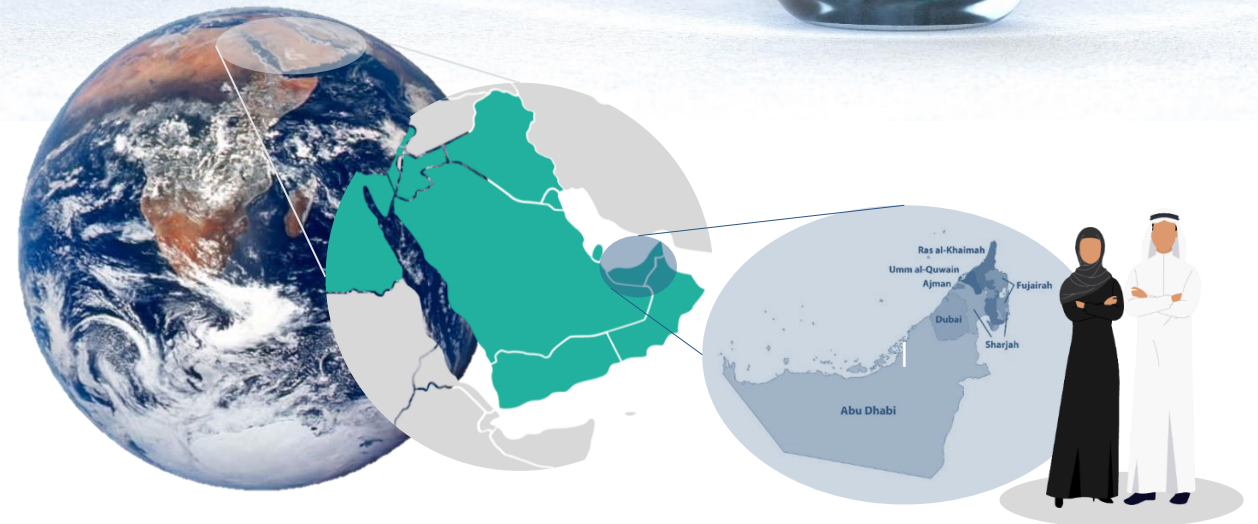 Ras al-Khaimah
Umm al-Quwain
Ajman
Fujairah
Dubai
Sharjah
Abu Dhabi